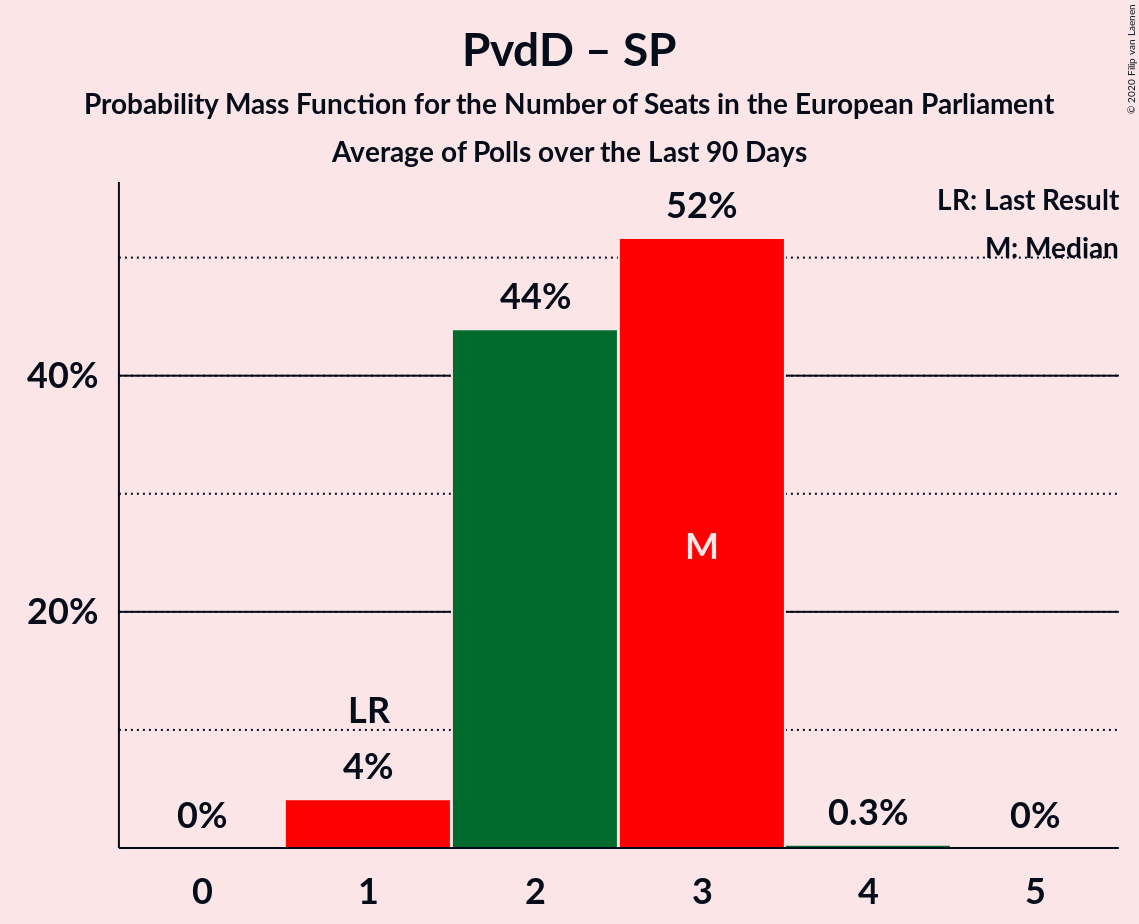 PvdD – SP
Probability Mass Function for the Number of Seats in the European Parliament
Average of Polls over the Last 90 Days
© 2020 Filip van Laenen
LR: Last Result
M: Median
52%
44%
40%
M
20%
LR
4%
0%
0.3%
0%
0 1 2 3 4 5